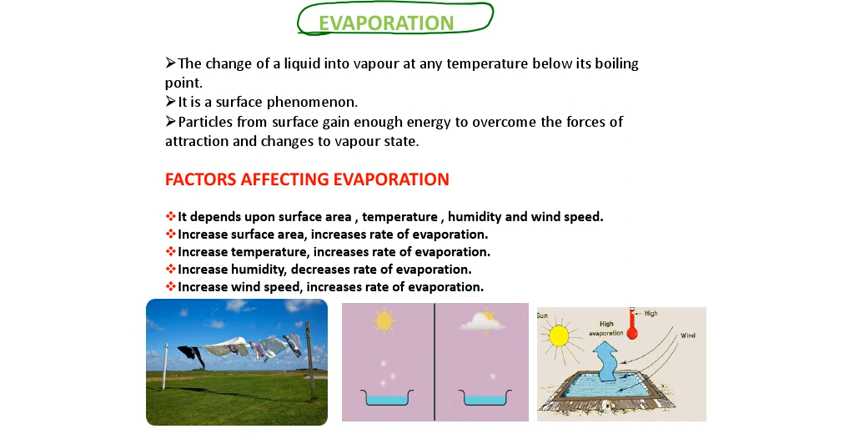 EVAPORATION
➢The change of a liquid into vapour at any temperature below its boiling
point.
➢It is a surface phenomenon.
➢Particles from surface gain enough energy to overcome the forces of
attraction and changes to vapour state.
FACTORS AFFECTING EVAPORATION
❖It depends upon surface area , temperature , humidity and wind speed.
❖Increase surface area, increases rate of evaporation.
❖Increase temperature, increases rate of evaporation.
❖Increase humidity, decreases rate of evaporation.
❖Increase wind speed, increases rate of evaporation.
Sun
High
High
evaporation
Wind